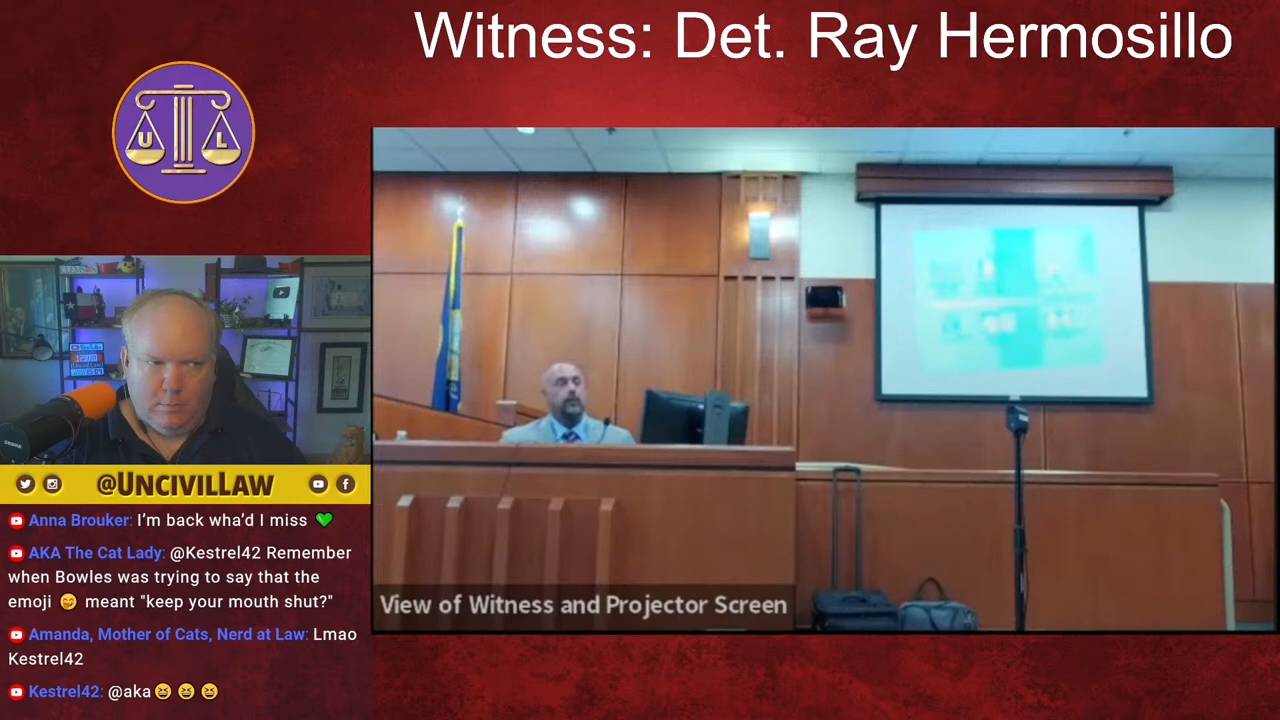 Witness: Det. Ray Hermosillo
U L
@UNCIVILLAW
Anna Brouker: I’m back wha’d I miss 💚
AKA The Cat Lady: @Kestrel42 Remember
when Bowles was trying to say that the
emoji 😋 meant "keep your mouth shut?"
Amanda, Mother of Cats, Nerd at Law: Lmao
Kestrel42
Kestrel42: @aka😆😆😆
View of Witness and Projector Screen